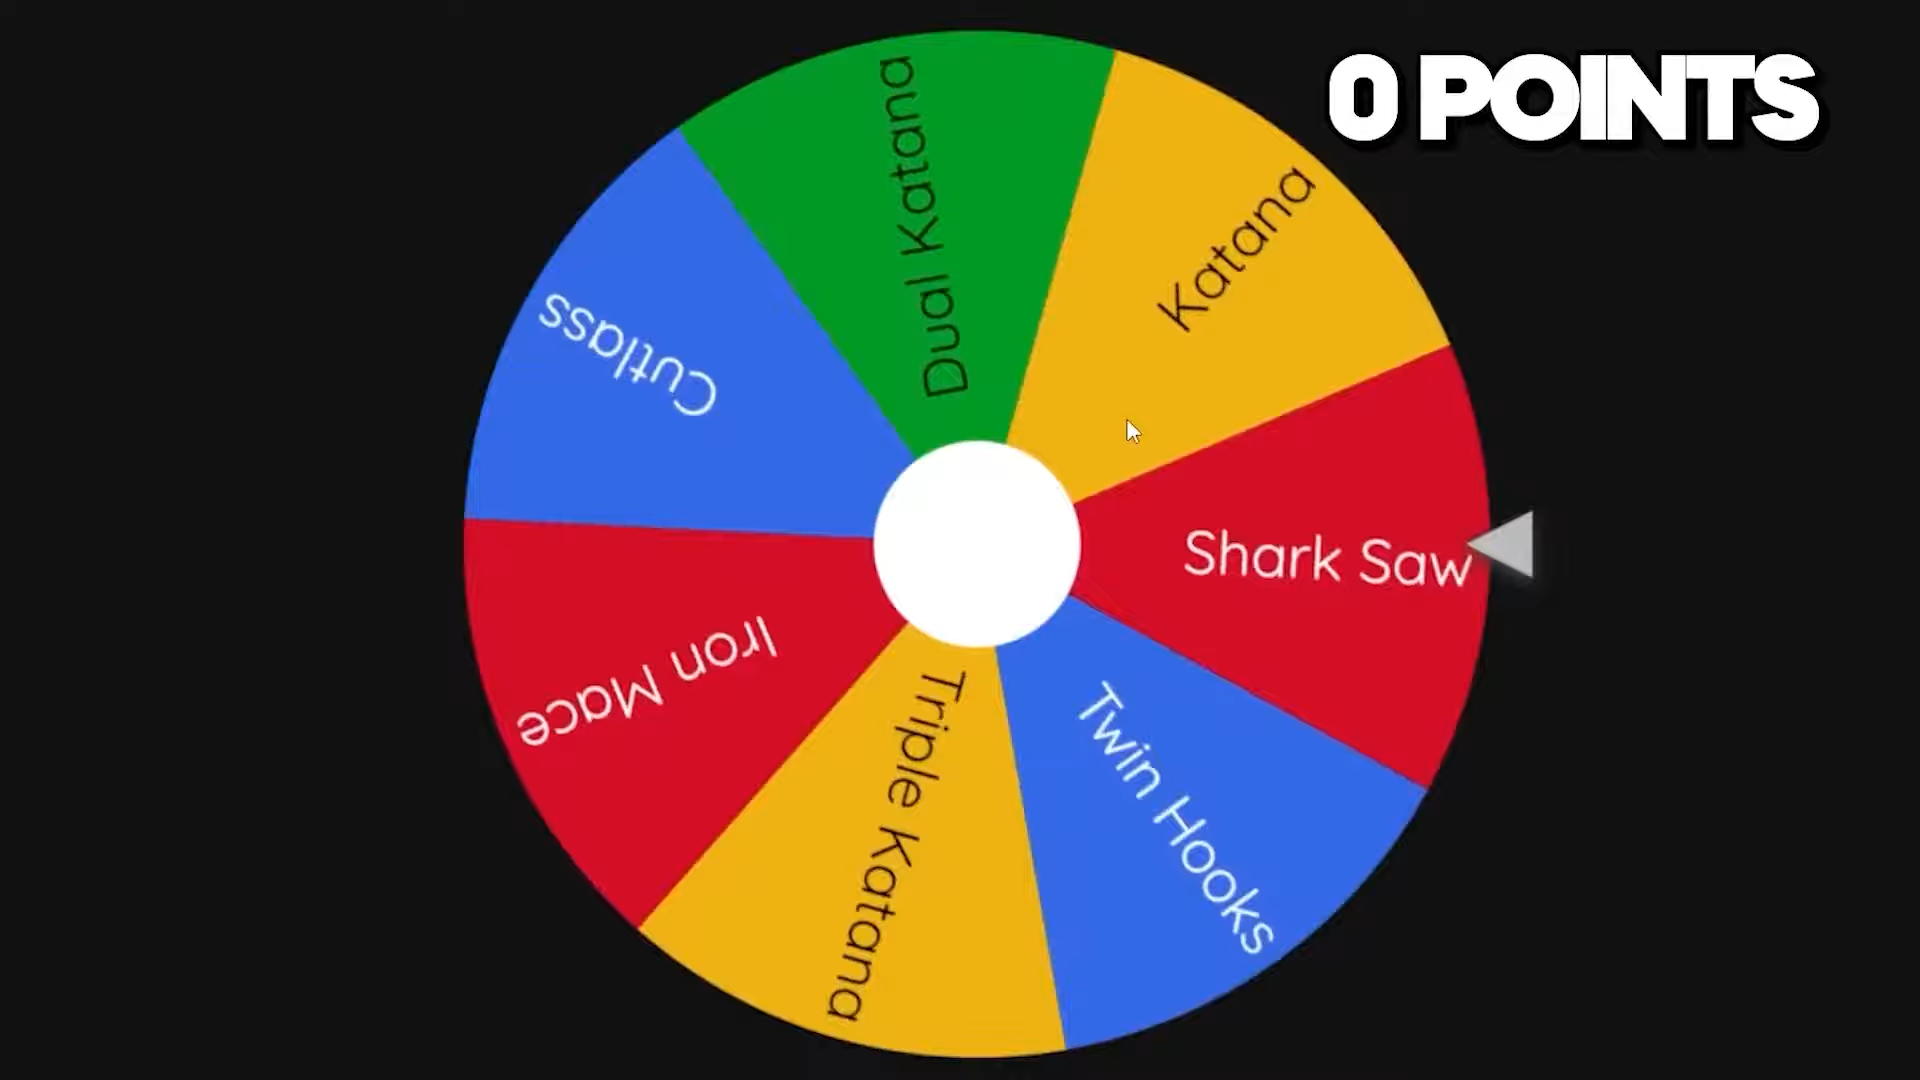 0 POINTS
Dual Katana
Katana
Cutlass
Shark Saw
Iron Mace
Triple Katana
Twin Hooks